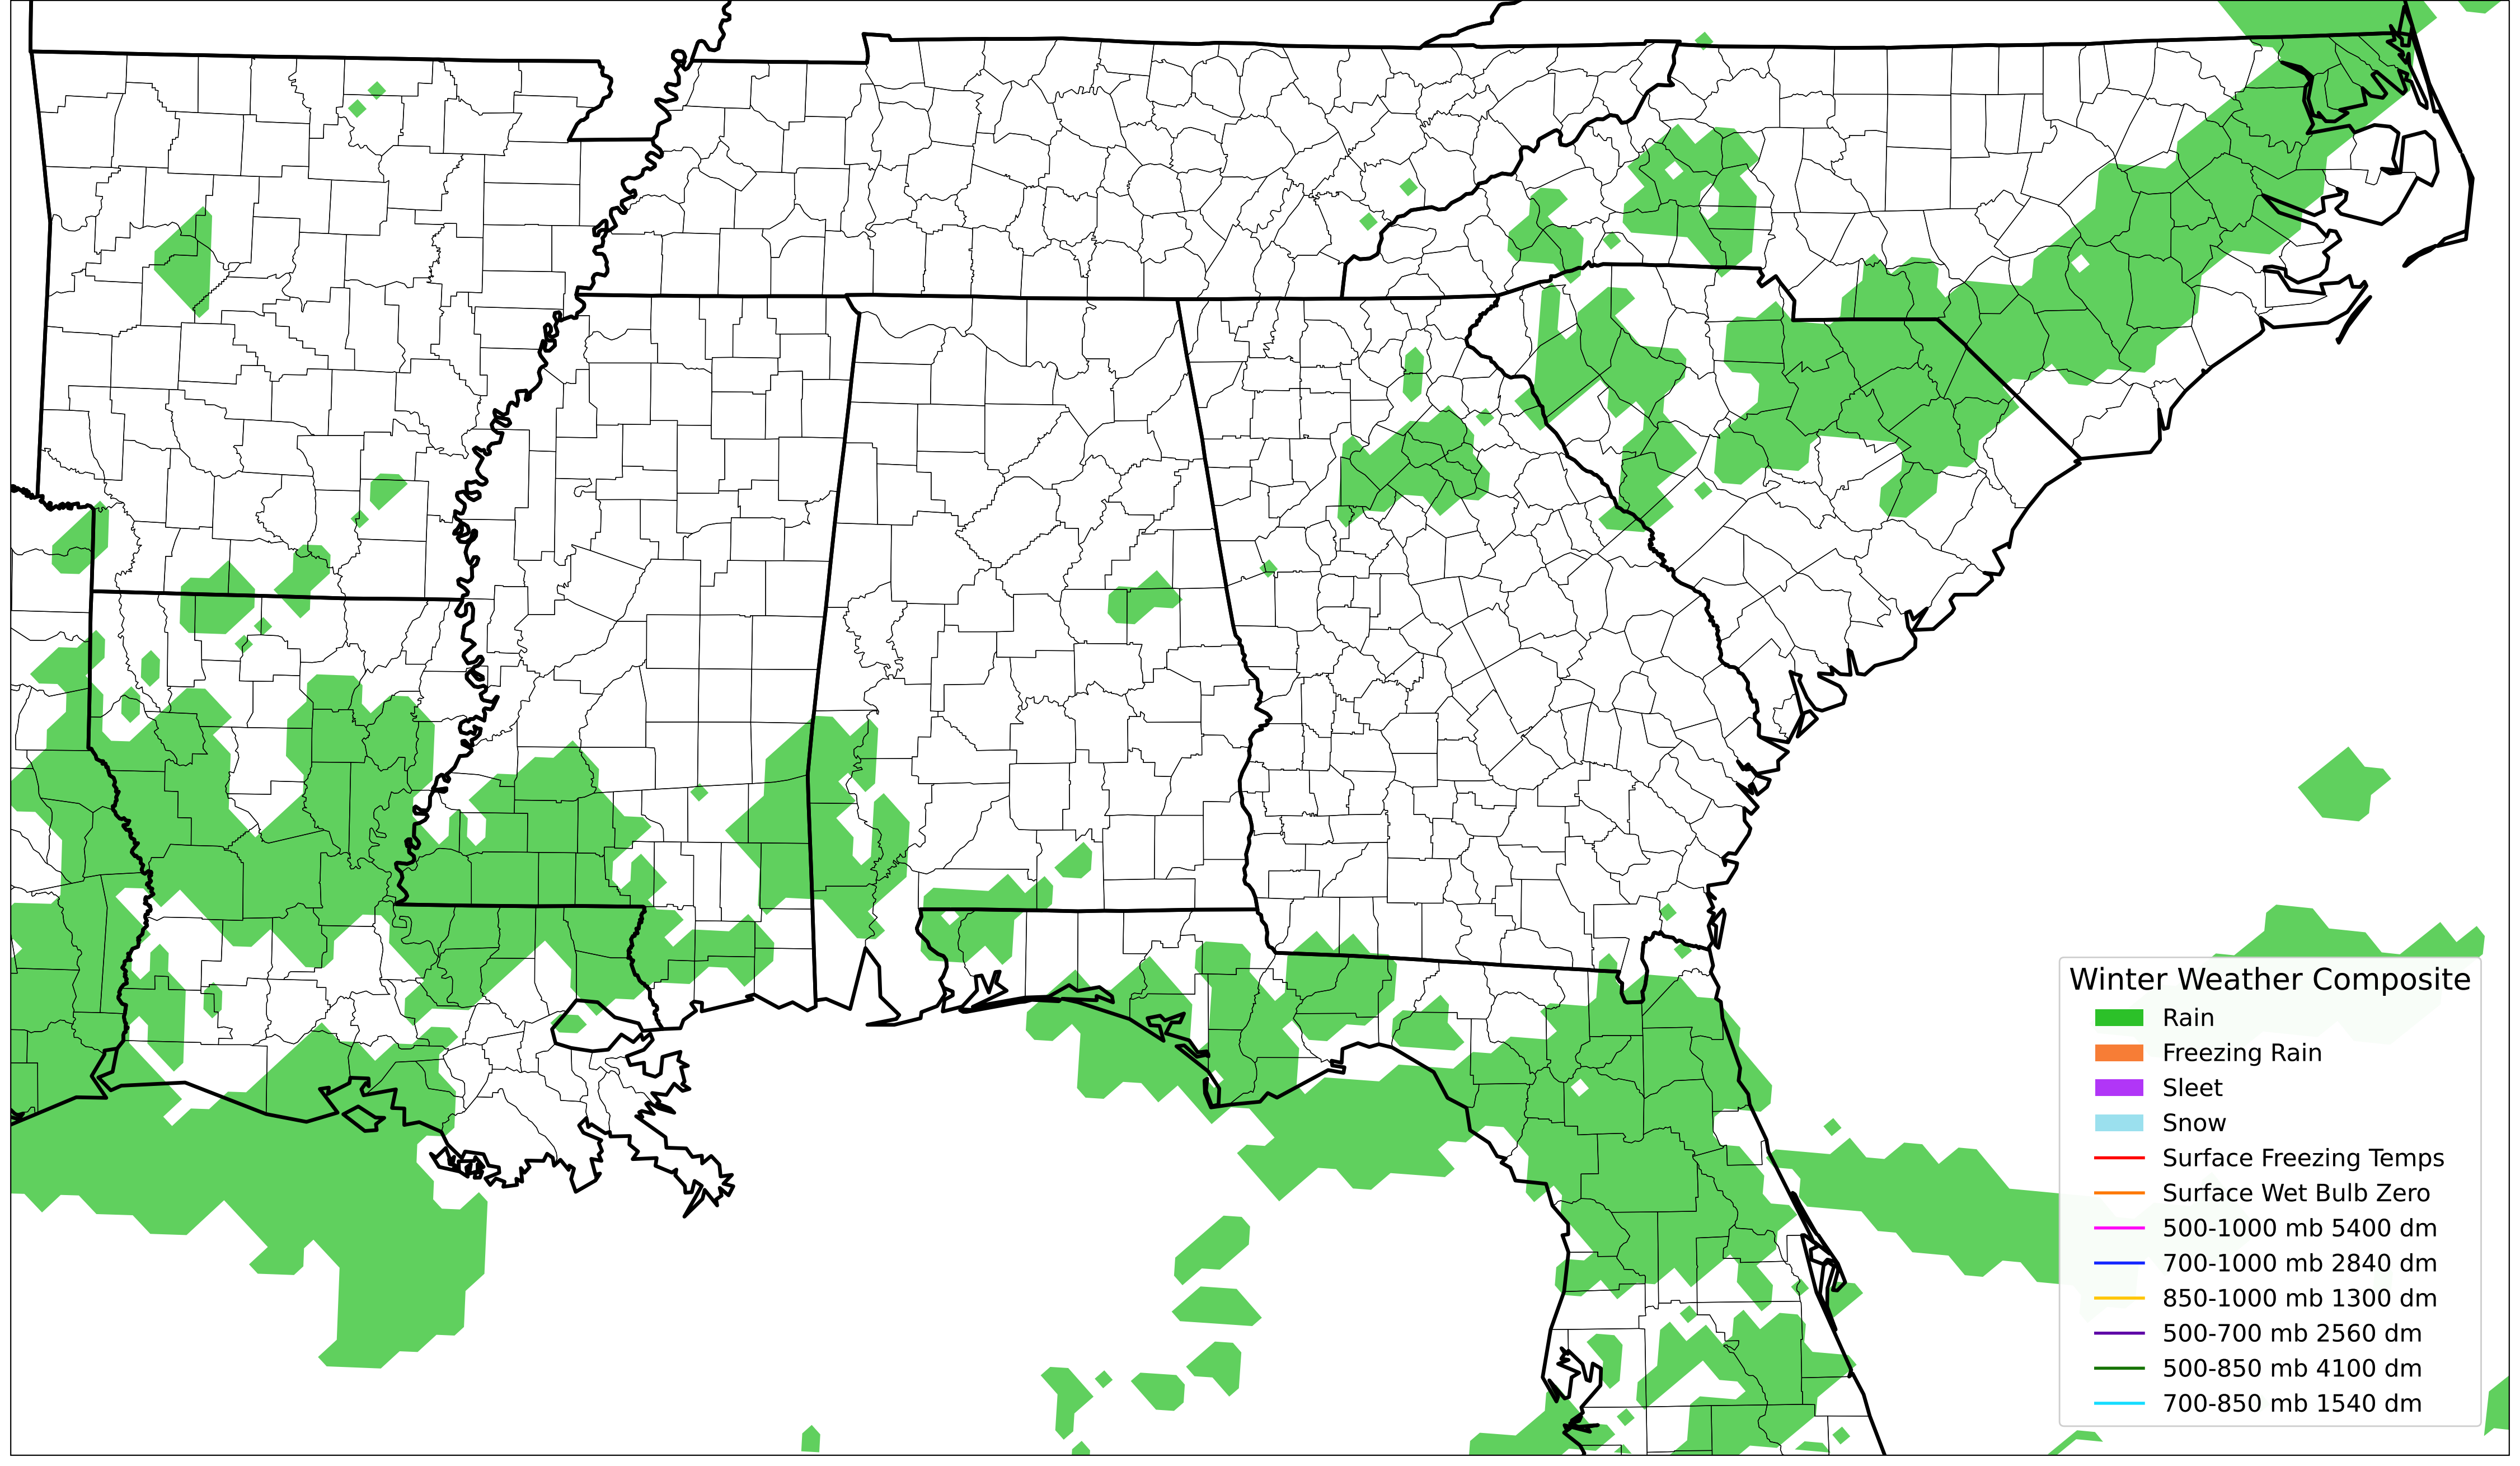 Winter Weather Composite
Rain
Freezing Rain
Sleet
Snow
Surface Freezing Temps
Surface Wet Bulb Zero
500-1000 mb 5400 dm
700-1000 mb 2840 dm
850-1000 mb 1300 dm
500-700 mb 2560 dm
500-850 mb 4100 dm
700-850 mb 1540 dm